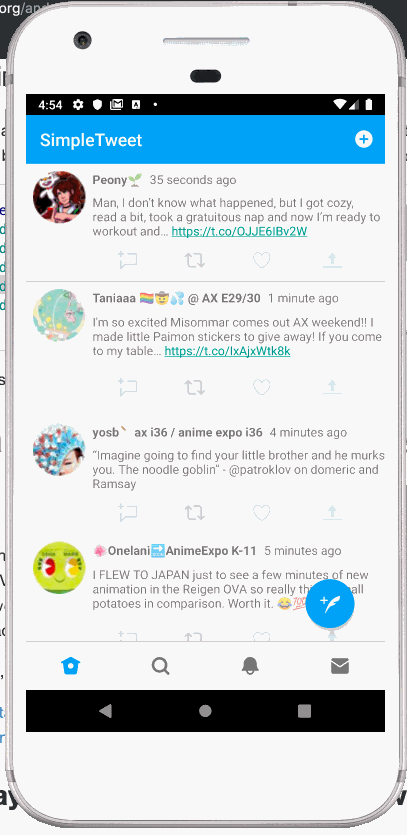 org/and
4:54
SimpleTweet
Peony🌱 35 seconds ago
Man, I don't know what happened, but I got cozy,
read a bit, took a gratuitous nap and now I'm ready to
workout and… https://t.co/OJJE6IBv2W
Taniaaa 🏳️‍🌈🤠💦 @ AX E29/30 1 minute ago
I'm so excited Misommar comes out AX weekend!! I
made little Paimon stickers to give away! If you come
to my table… https://t.co/IxAjxWtk8k
yosb🥖 ax i36 / anime expo i36 4 minutes ago
"Imagine going to find your little brother and he murks
you. The noodle goblin" - @patroklov on domeric and
Ramsay
🌺Onelani➡️AnimeExpo K-11 5 minutes ago
I FLEW TO JAPAN just to see a few minutes of new
animation in the Reigen OVA so really all
potatoes in comparison. Worth it. 😂💯